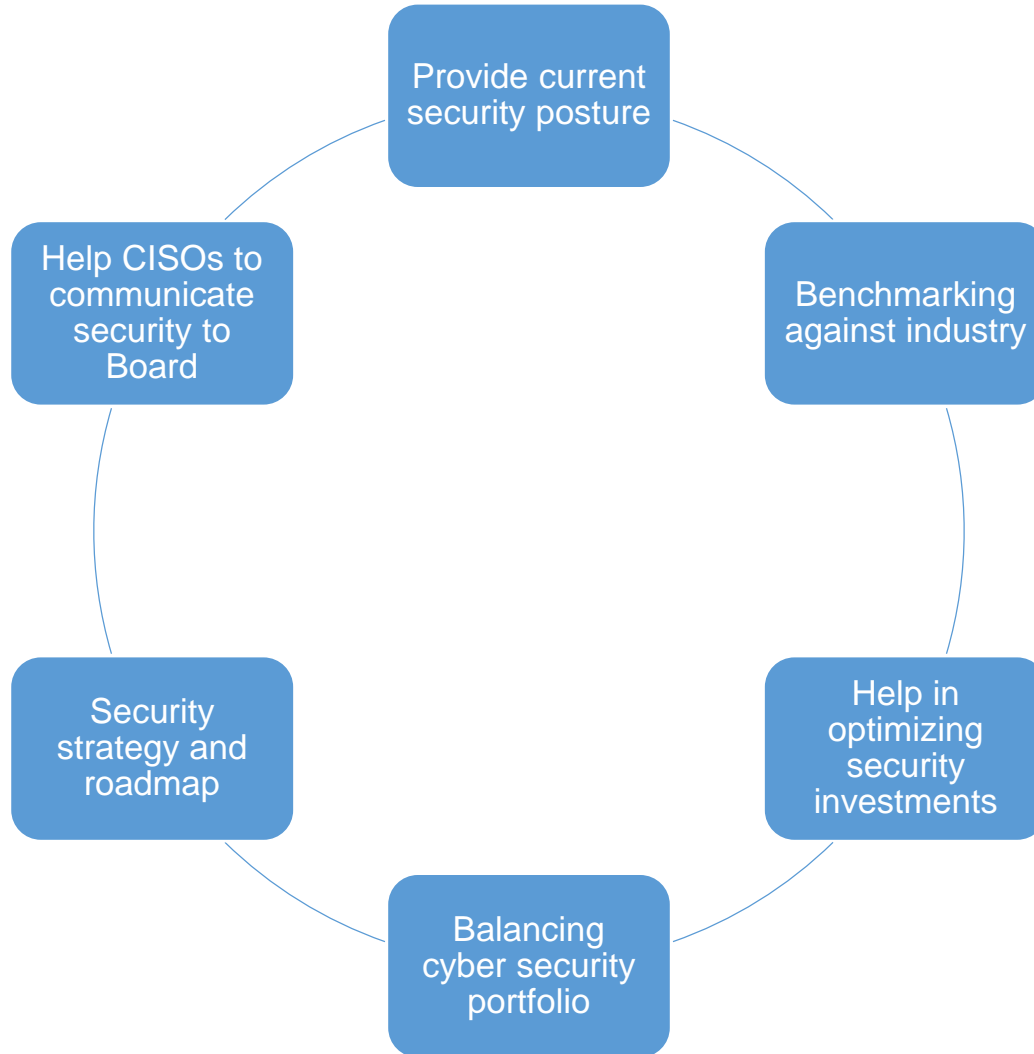 Provide current
security posture
Benchmarking
against industry
Help in
optimizing
security
investments
Balancing
cyber security
portfolio
Security
strategy and
roadmap
Help CISOs to
communicate
security to
Board